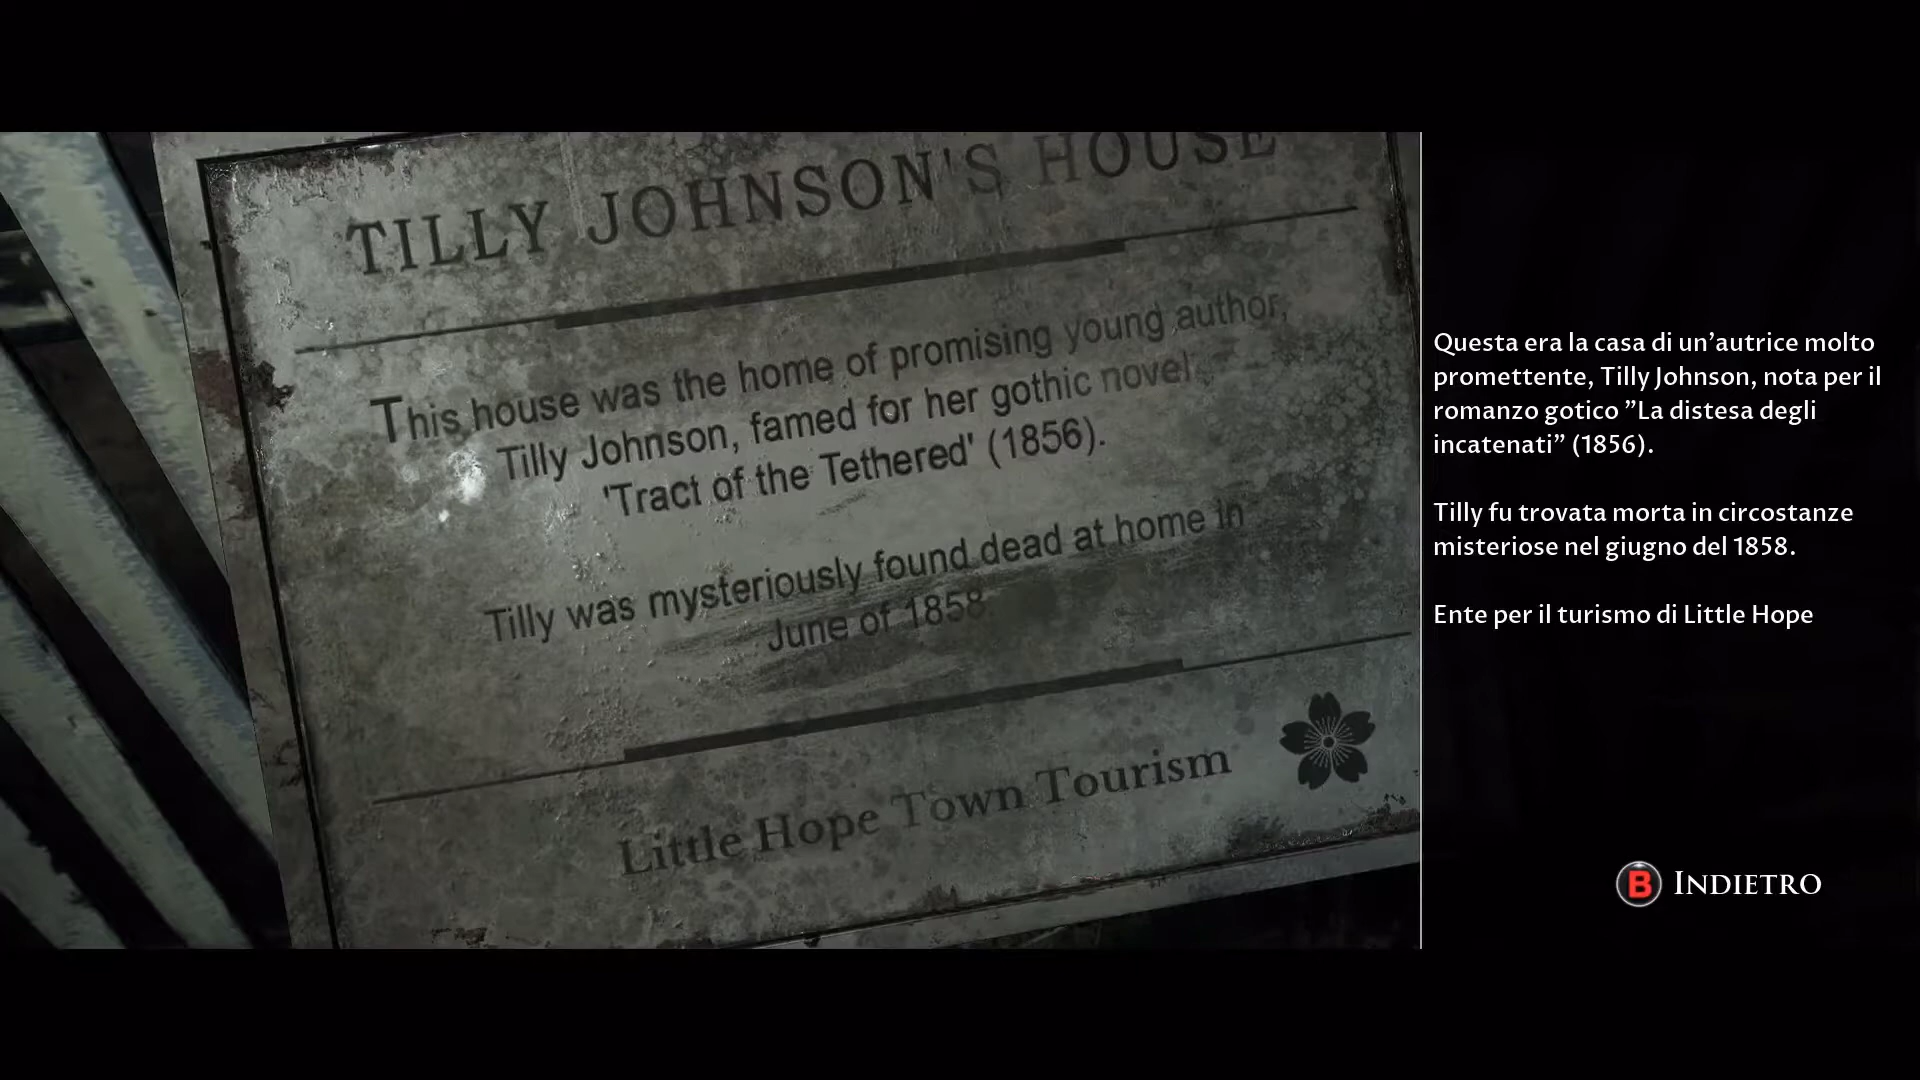 TILLY JOHNSON'S HOUSE
This house was the home of promising young author,
Tilly Johnson, famed for her gothic novel
'Tract of the Tethered' (1856).
Tilly was mysteriously found dead at home in
June of 1858
Little Hope Town Tourism
Questa era la casa di un’autrice molto
promettente, Tilly Johnson, nota per il
romanzo gotico ”La distesa degli
incatenati” (1856).
Tilly fu trovata morta in circostanze
misteriose nel giugno del 1858.
Ente per il turismo di Little Hope
B INDIETRO